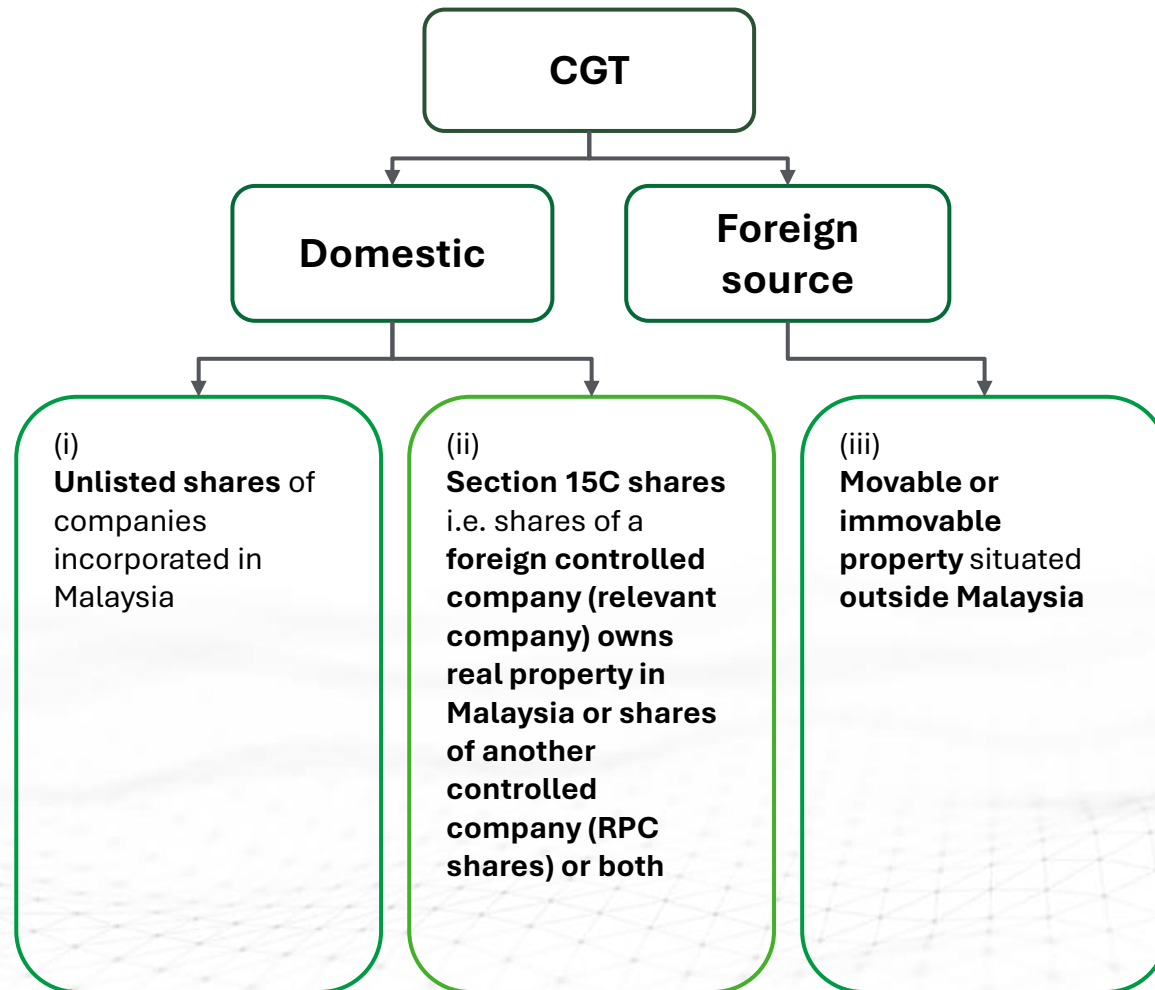 CGT
Domestic
Foreign
source
(i)
Unlisted shares of
companies
incorporated in
Malaysia
(ii)
Section 15C shares
i.e. shares of a
foreign controlled
company (relevant
company) owns
real property in
Malaysia or shares
of another
controlled
company (RPC
shares) or both
(iii)
Movable or
immovable
property situated
outside Malaysia